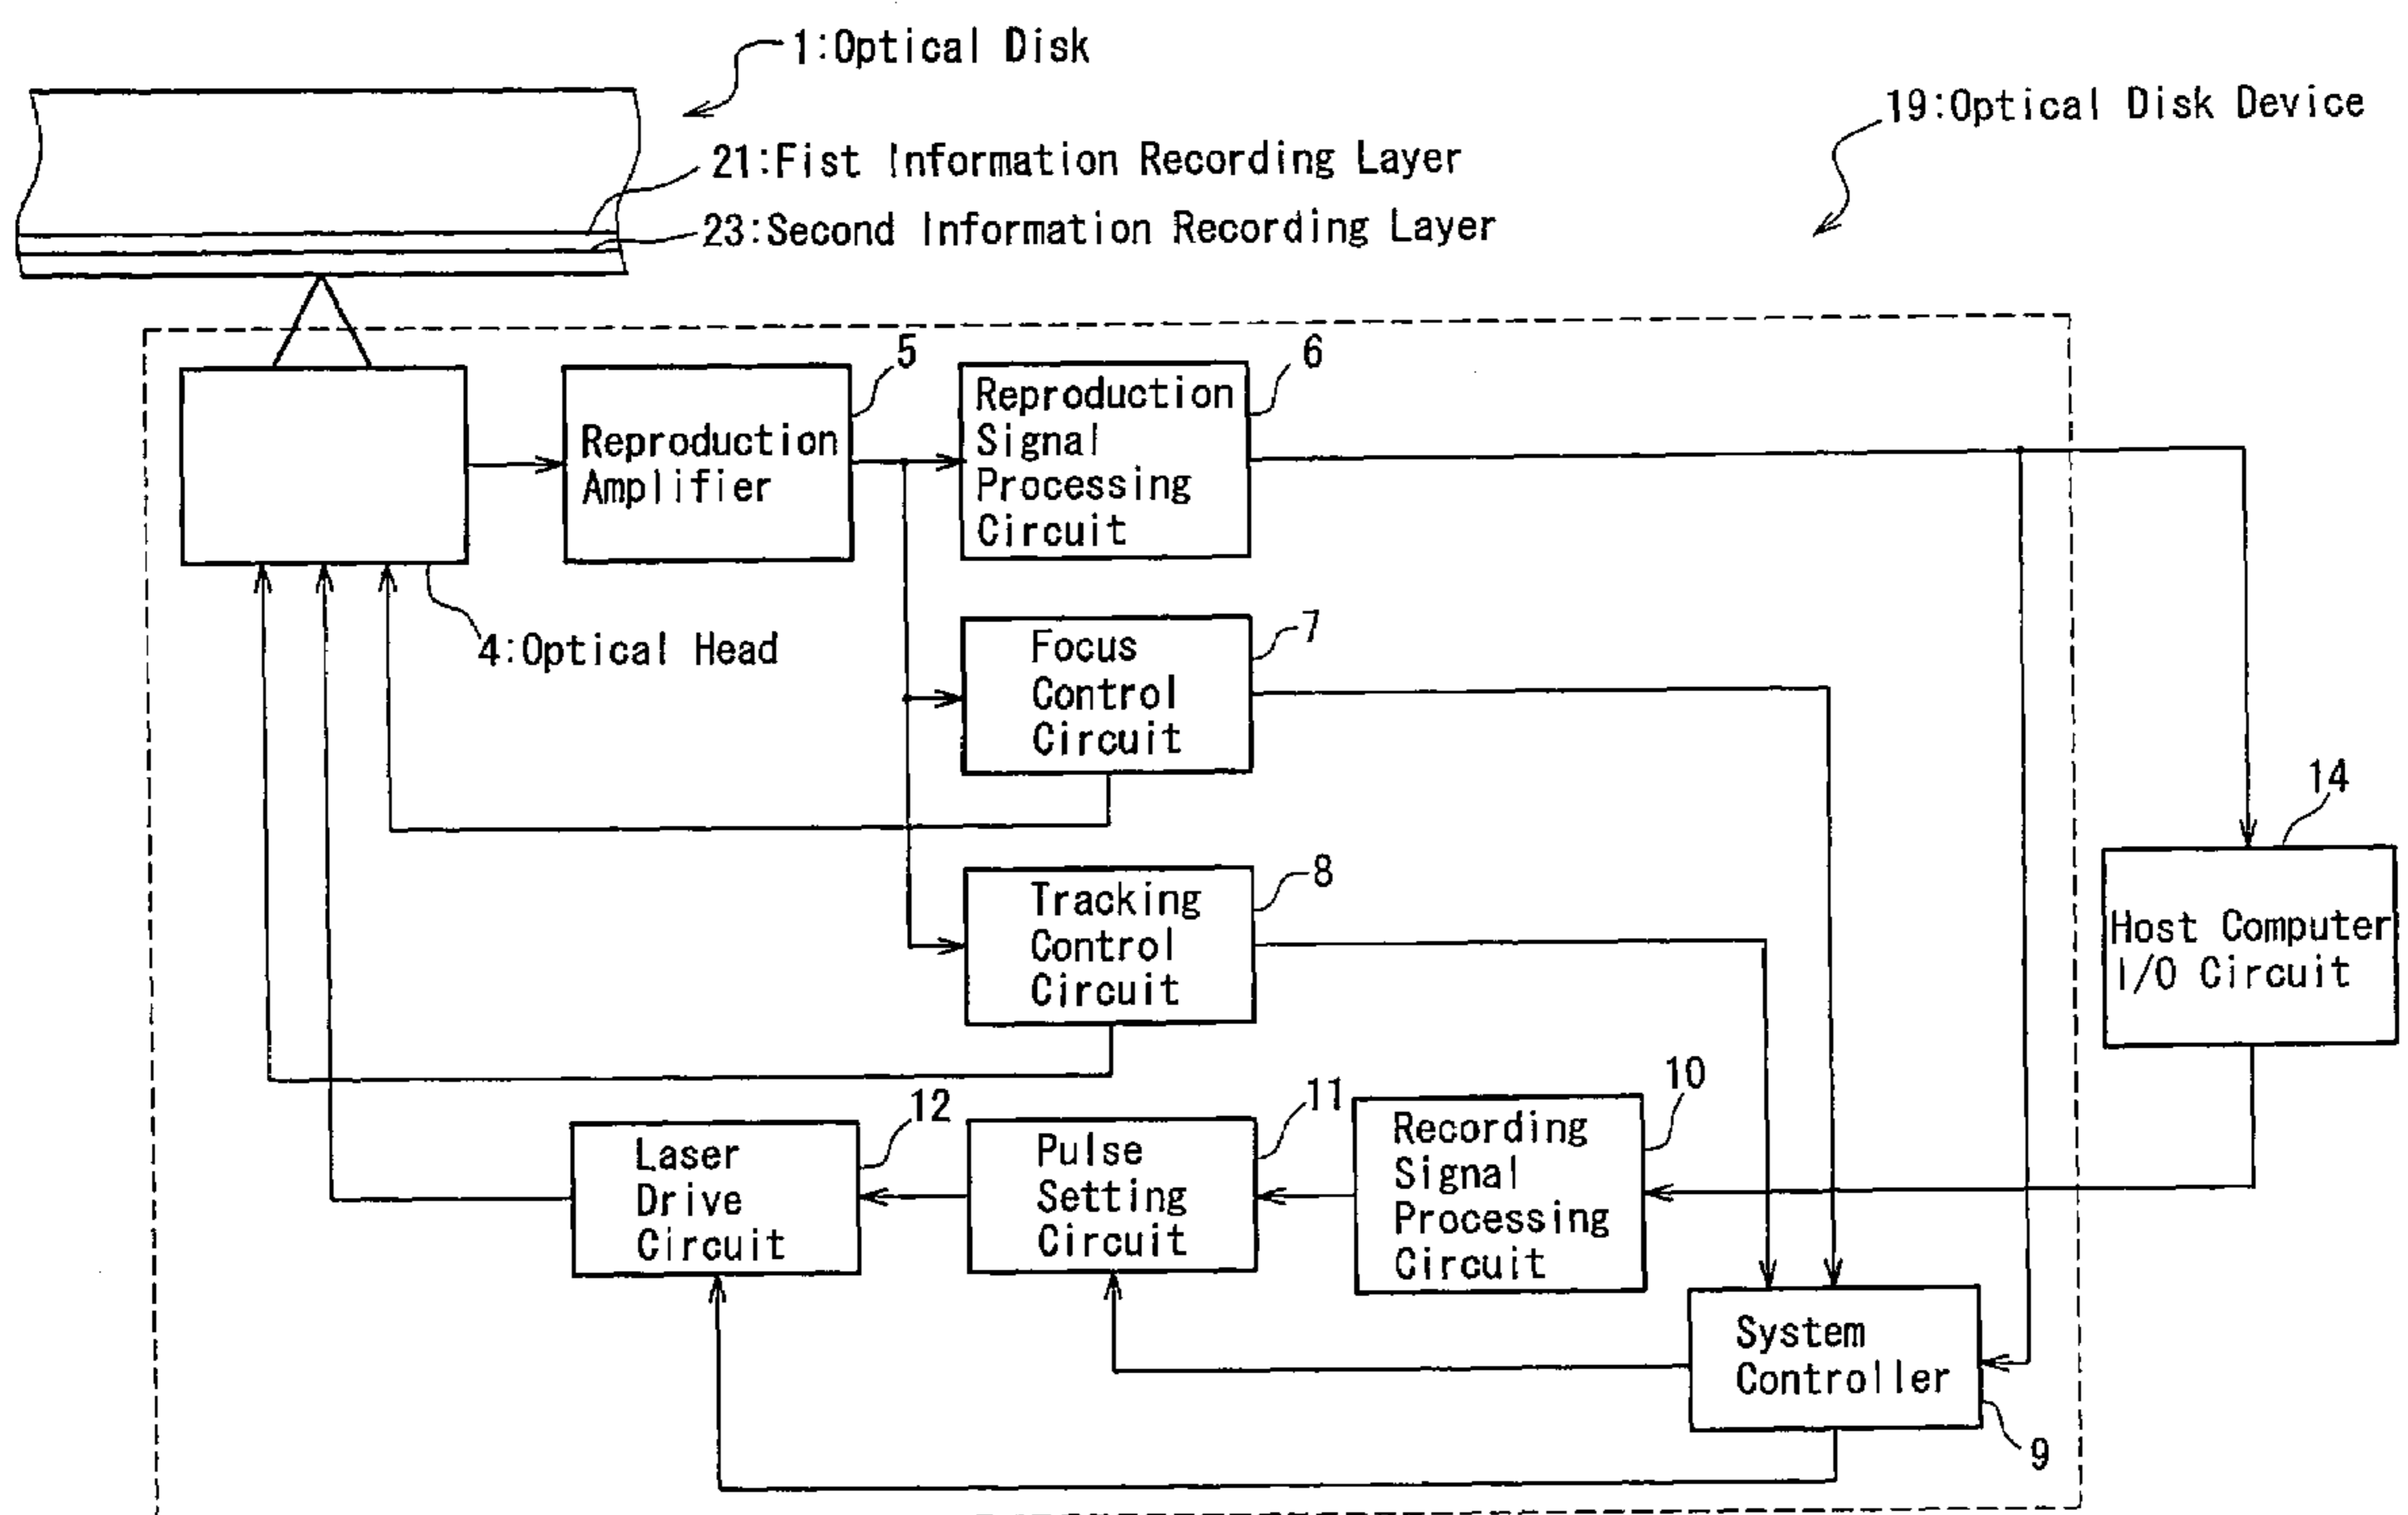 1:Optical Disk
19:Optical Disk Device
21:Fist Information Recording Layer
23:Second Information Recording Layer
5
6
Reproduction
Amplifier
Reproduction
Signal
Processing
Circuit
4:Optical Head
7
Focus
Control
Circuit
14
Host Computer
I/O Circuit
8
Tracking
Control
Circuit
12
Laser
Drive
Circuit
11
Pulse
Setting
Circuit
10
Recording
Signal
Processing
Circuit
System
Controller
9